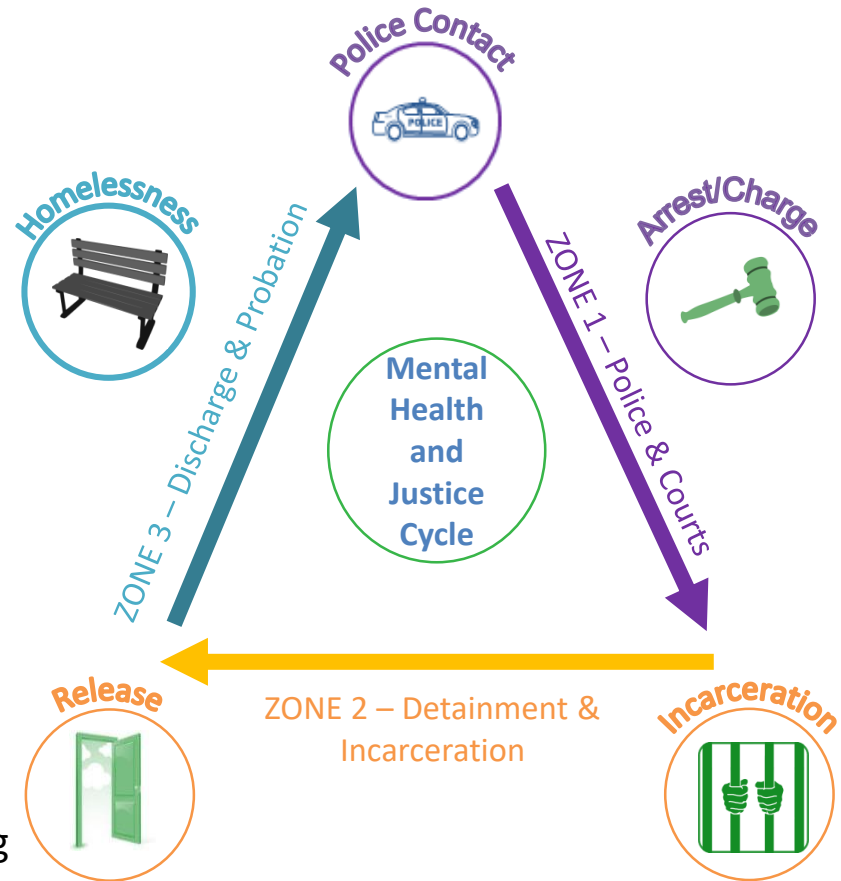 Police Contact
POLICE
Homelessness
Arrest/Charge
ZONE 3 – Discharge & Probation
ZONE 1 – Police & Courts
Mental
Health
and
Justice
Cycle
Release
ZONE 2 – Detainment &
Incarceration
Incarceration
g